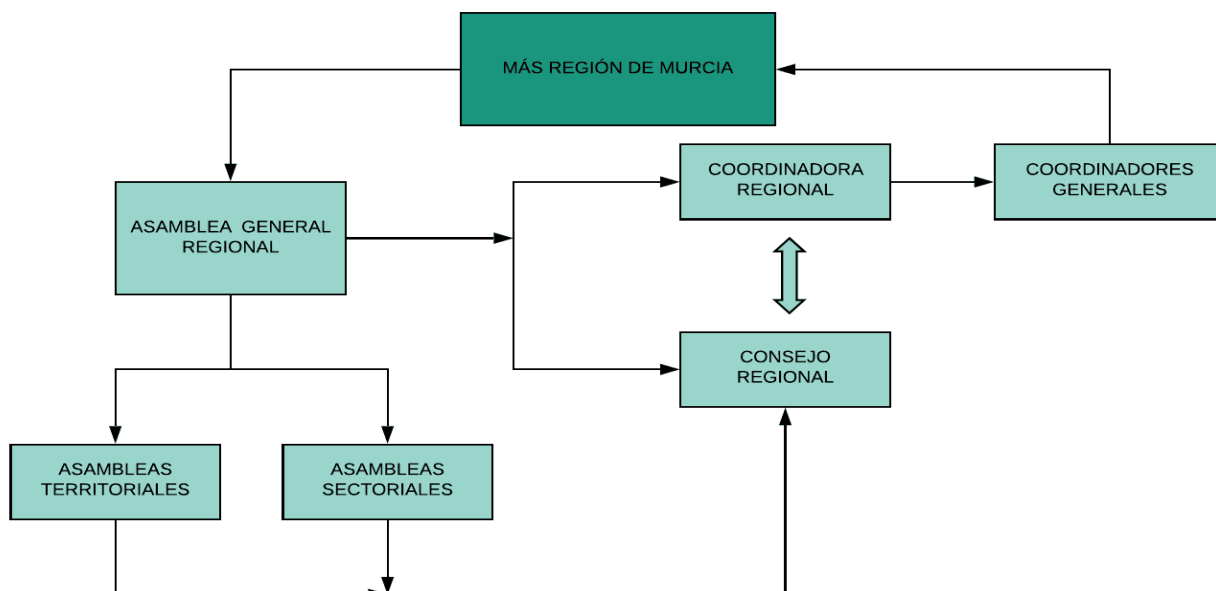 MÁS REGIÓN DE MURCIA
COORDINADORA
REGIONAL
COORDINADORES
GENERALES
ASAMBLEA GENERAL
REGIONAL
CONSEJO
REGIONAL
ASAMBLEAS
TERRITORIALES
ASAMBLEAS
SECTORIALES